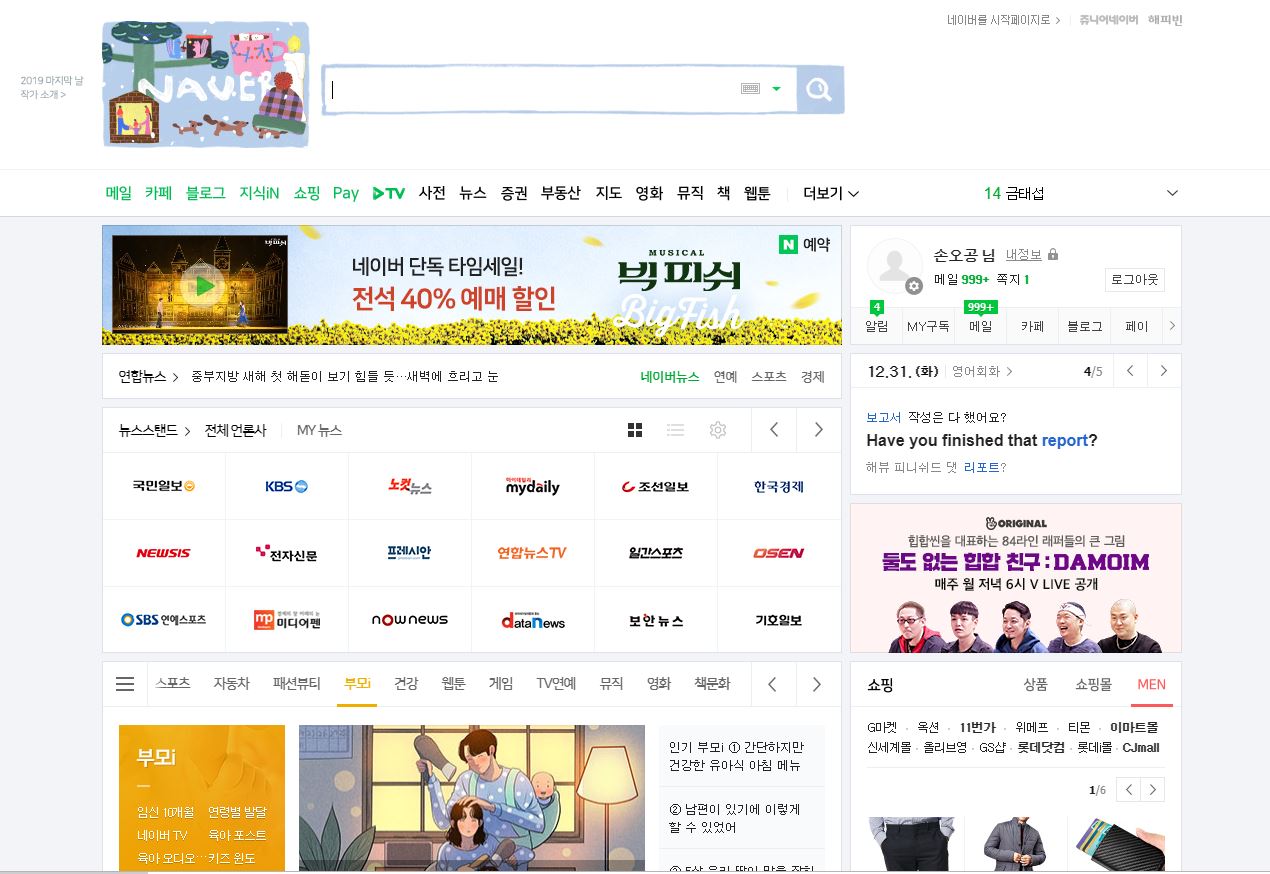 네이버를 시작페이지로 >
쥬니어네이버 해피빈
2019 마지막 날
작가 소개 >
NAVER
메일 카페 블로그 지식iN 쇼핑 Pay TV 사전 뉴스 증권 부동산 지도 영화 뮤직 책 웹툰 더보기
14 금태섭
네이버 단독 타임세일!
전석 40% 예매 할인
MUSICAL
빅 피쉬
BigFish
N 예약
손오공 님 내정보
메일 999+ 쪽지 1
로그아웃
4 999+
알림 MY구독 메일 카페 블로그 페이 >
연합뉴스 > 중부지방 새해 첫 해돋이 보기 힘들 듯…새벽에 흐리고 눈
네이버뉴스 연예 스포츠 경제
12.31. (화) 영어회화 > 4/5 < >
보고서 작성은 다 했어요?
Have you finished that report?
해뷰 피니쉬드 댓 리포트?
뉴스스탠드 > 전체 언론사 MY 뉴스 < >
국민일보 KBS 노컷뉴스 마이데일리 mydaily 조선일보 한국경제
NEWSIS 전자신문 프레시안 연합뉴스TV 일간스포츠 OSEN
SBS 연예스포츠 mp 미디어펜 nownews dataNews 보안뉴스 기호일보
ORIGINAL
힙합씬을 대표하는 84라인 래퍼들의 큰 그림
둘도 없는 힙합 친구 : DAMOIM
매주 월 저녁 6시 V LIVE 공개
스포츠 자동차 패션뷰티 부모i 건강 웹툰 게임 TV연예 뮤직 영화 책문화 < >
부모i
임신 10개월 연령별 발달
네이버 TV 육아 포스트
육아 오디오… 키즈 윈도
인기 부모i ① 간단하지만
건강한 유아식 아침 메뉴
② 남편이 있기에 이렇게
할 수 있었어
쇼핑 상품 쇼핑몰 MEN
G마켓 · 옥션 · 11번가 · 위메프 · 티몬 · 이마트몰
신세계몰 · 올리브영 · GS샵 · 롯데닷컴 · 롯데i몰 · CJmall
1/6 < >